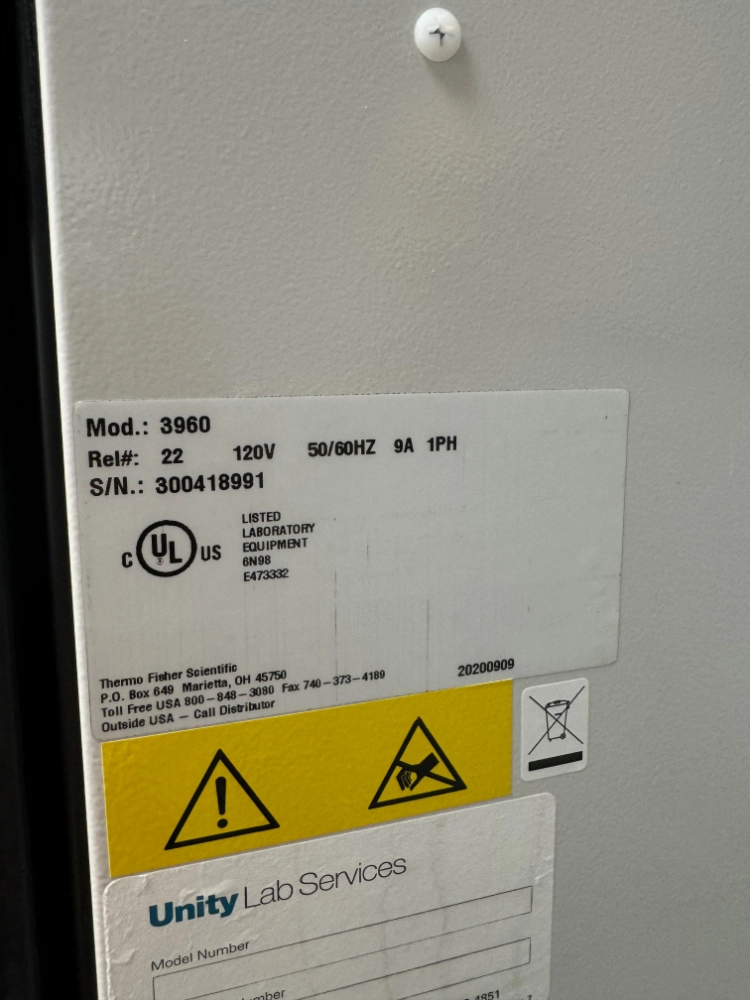 Mod.: 3960
Rel#: 22 120V 50/60HZ 9A 1PH
S/N.: 300418991
C UL US
LISTED
LABORATORY
EQUIPMENT
6N98
E473332
Thermo Fisher Scientific
P.O. Box 649 Marietta, OH 45750
Toll Free USA 800-848-3080 Fax 740-373-4189
Outside USA - Call Distributor
20200909
Unity Lab Services
Model Number
4851